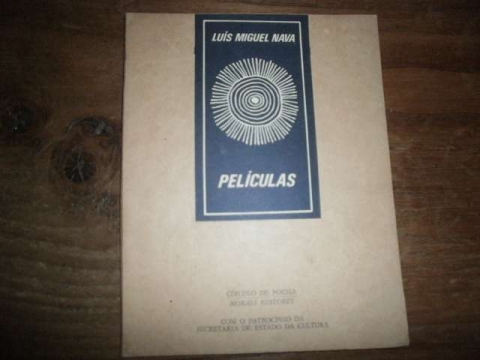 LUÍS MIGUEL NAVA
PELÍCULAS
CÍRCULO DE POESIA
MORAES EDITORES
COM O PATROCÍNIO DA
SECRETARIA DE ESTADO DA CULTURA